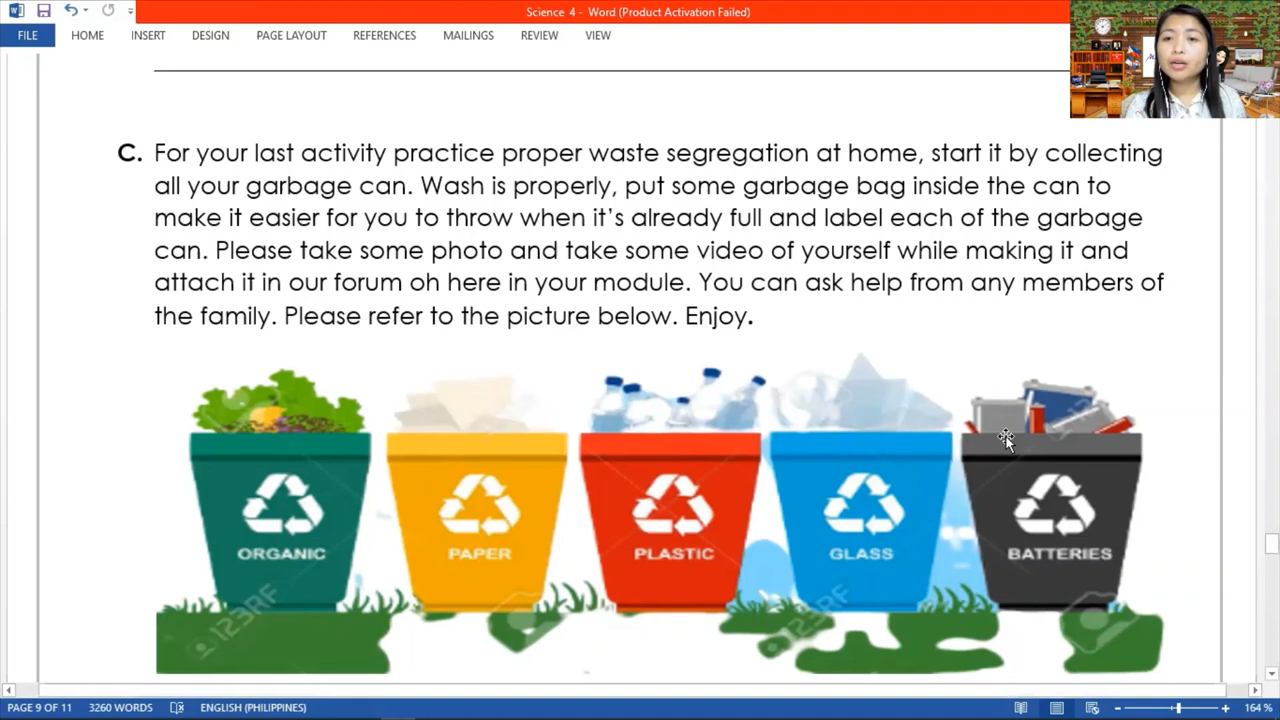 Science 4 - Word (Product Activation Failed)
FILE HOME INSERT DESIGN PAGE LAYOUT REFERENCES MAILINGS REVIEW VIEW
C. For your last activity practice proper waste segregation at home, start it by collecting
all your garbage can. Wash is properly, put some garbage bag inside the can to
make it easier for you to throw when it's already full and label each of the garbage
can. Please take some photo and take some video of yourself while making it and
attach it in our forum oh here in your module. You can ask help from any members of
the family. Please refer to the picture below. Enjoy.
ORGANIC PAPER PLASTIC GLASS BATTERIES
123RF 123RF 123RF
PAGE 9 OF 11 3260 WORDS ENGLISH (PHILIPPINES) 164 %